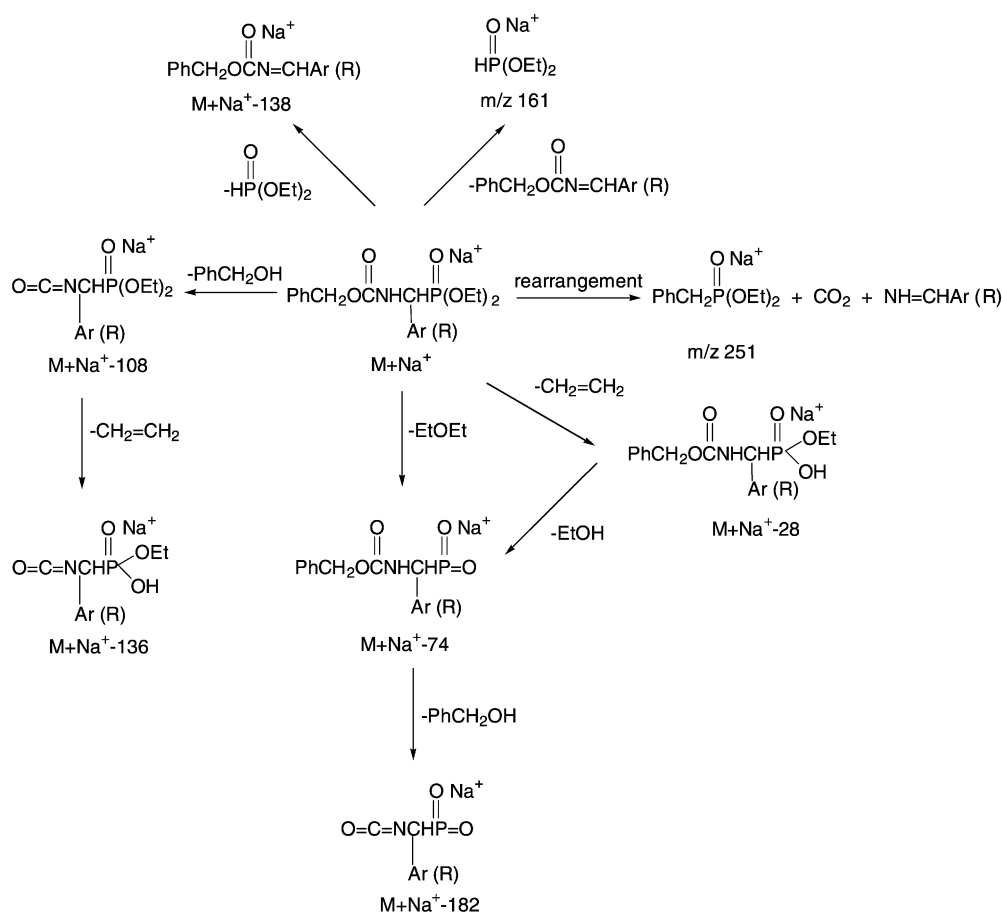 O Na⁺
PhCH₂OCN=CHAr (R)
M+Na⁺-138
O Na⁺
HP(OEt)₂
m/z 161
O
-HP(OEt)₂
O
-PhCH₂OCN=CHAr (R)
O Na⁺
O=C=NCHP(OEt)₂
Ar (R)
M+Na⁺-108
-PhCH₂OH
O
O Na⁺
PhCH₂OCNHCHP(OEt)₂
Ar (R)
M+Na⁺
rearrangement
O Na⁺
PhCH₂P(OEt)₂ + CO₂ + NH=CHAr (R)
m/z 251
-CH₂=CH₂
-EtOEt
-CH₂=CH₂
O
O Na⁺
OEt
PhCH₂OCNHCHP
OH
Ar (R)
M+Na⁺-28
-EtOH
O Na⁺
OEt
O=C=NCHP
OH
Ar (R)
M+Na⁺-136
O
O Na⁺
PhCH₂OCNHCHP=O
Ar (R)
M+Na⁺-74
-PhCH₂OH
O Na⁺
O=C=NCHP=O
Ar (R)
M+Na⁺-182